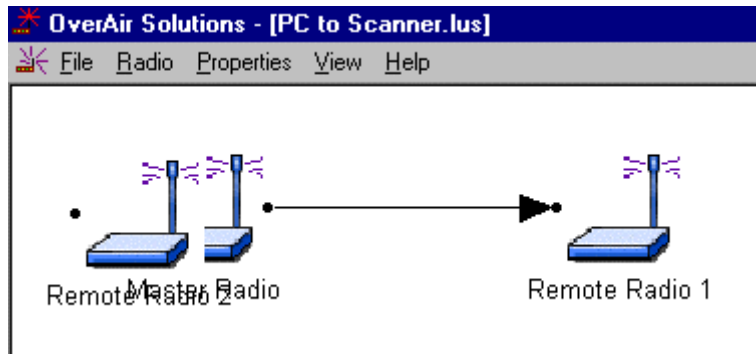 OverAir Solutions - [PC to Scanner.lus]
File Radio Properties View Help
Remote Radio 2
Master Radio
Remote Radio 1